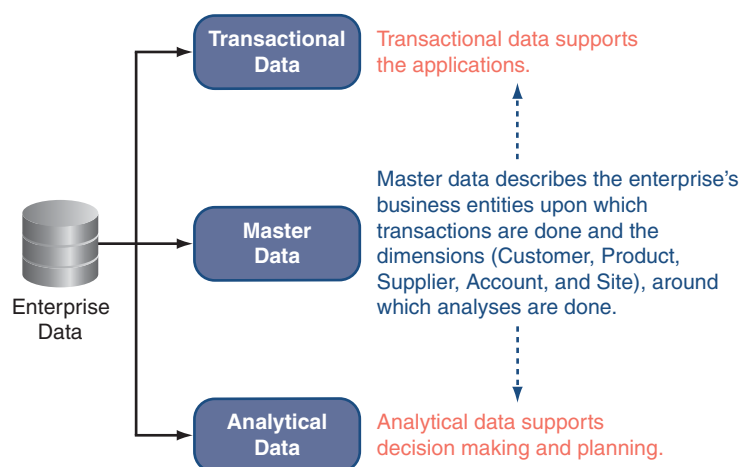 Transactional
Data
Transactional data supports
the applications.
Master data describes the enterprise's
business entities upon which
transactions are done and the
dimensions (Customer, Product,
Supplier, Account, and Site), around
which analyses are done.
Master
Data
Enterprise
Data
Analytical
Data
Analytical data supports
decision making and planning.